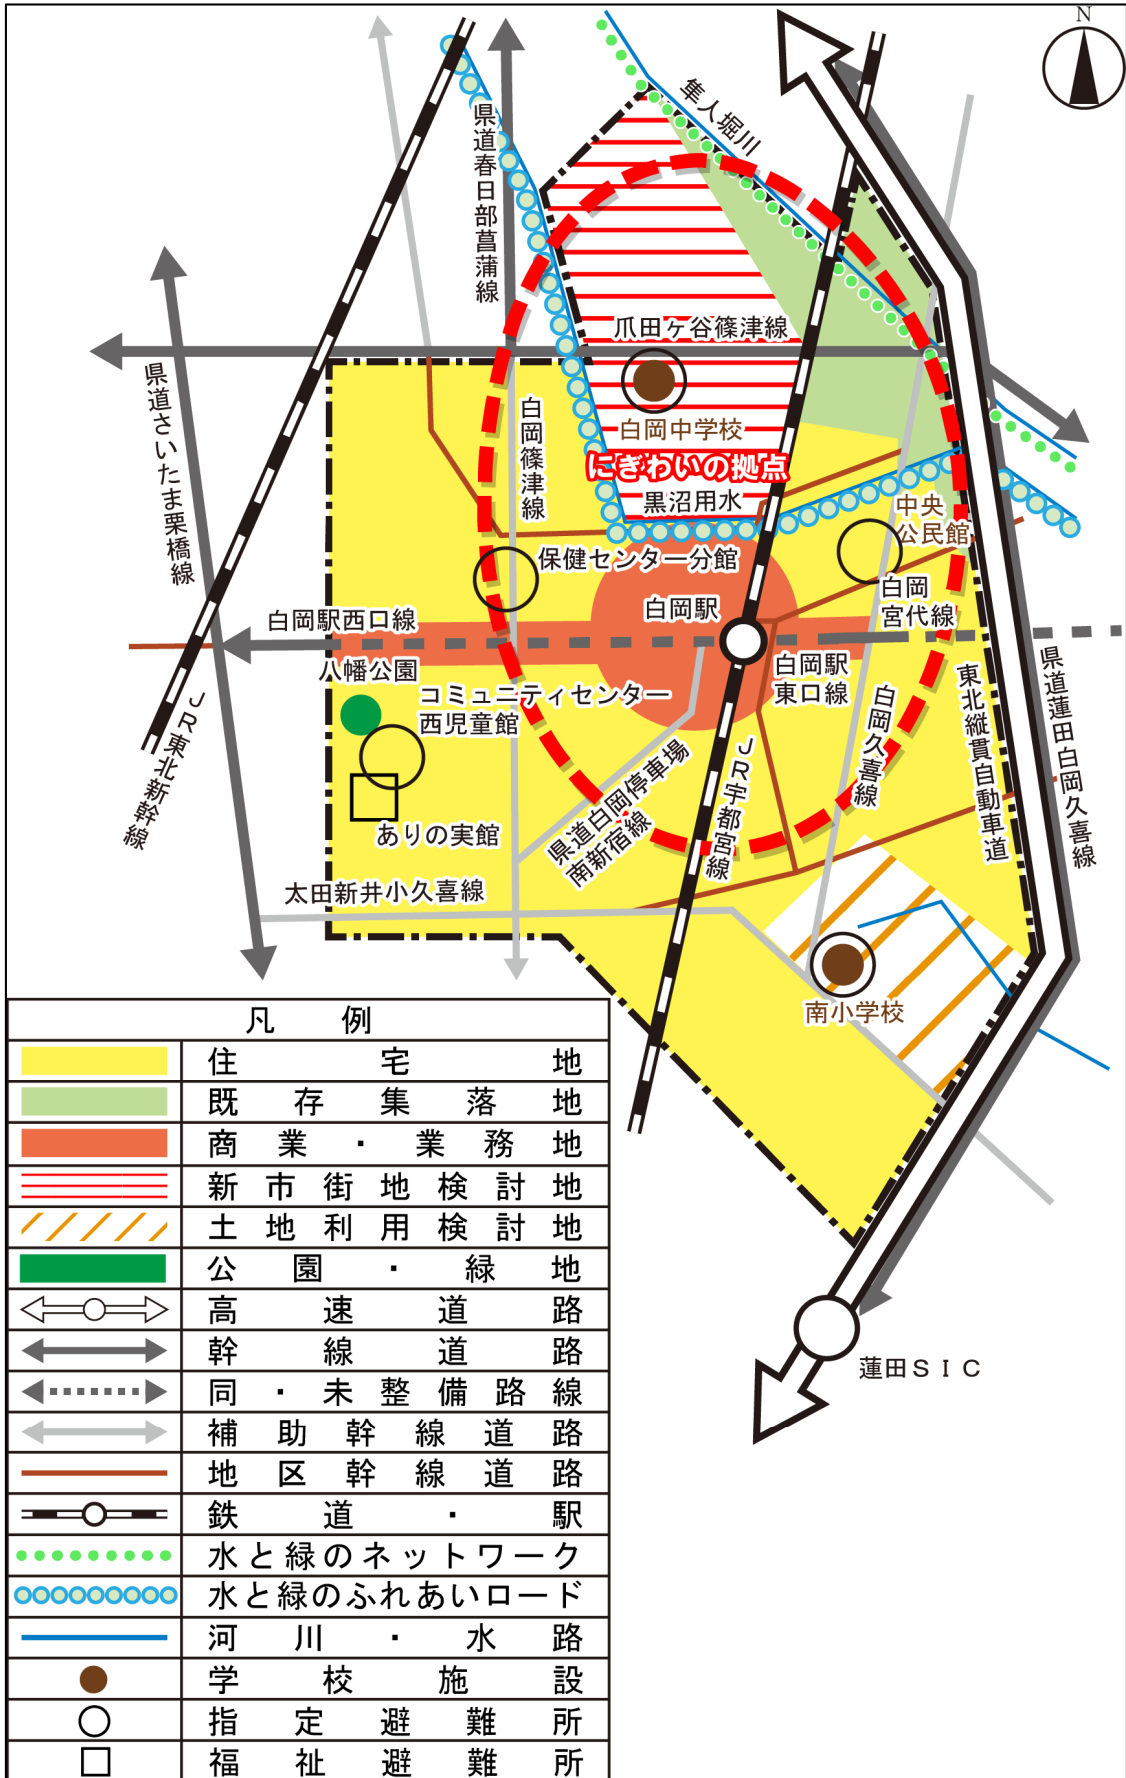 N
隼人堀川
県道春日部菖蒲線
爪田ヶ谷篠津線
県道さいたま栗橋線
白岡篠津線
白岡中学校
にぎわいの拠点
黒沼用水
中央
公民館
保健センター分館
白岡
宮代線
白岡駅
白岡駅西口線
八幡公園
コミュニティセンター
西児童館
白岡駅
東口線
白岡久喜線
東北縦貫自動車道
県道蓮田白岡久喜線
JR東北新幹線
JR宇都宮線
県道白岡停車場
南新宿線
ありの実館
太田新井小久喜線
南小学校
蓮田SIC
凡例
住宅地
既存集落地
商業・業務地
新市街地検討地
土地利用検討地
公園・緑地
高速道路
幹線道路
同・未整備路線
補助幹線道路
地区幹線道路
鉄道・駅
水と緑のネットワーク
水と緑のふれあいロード
河川・水路
学校施設
指定避難所
福祉避難所